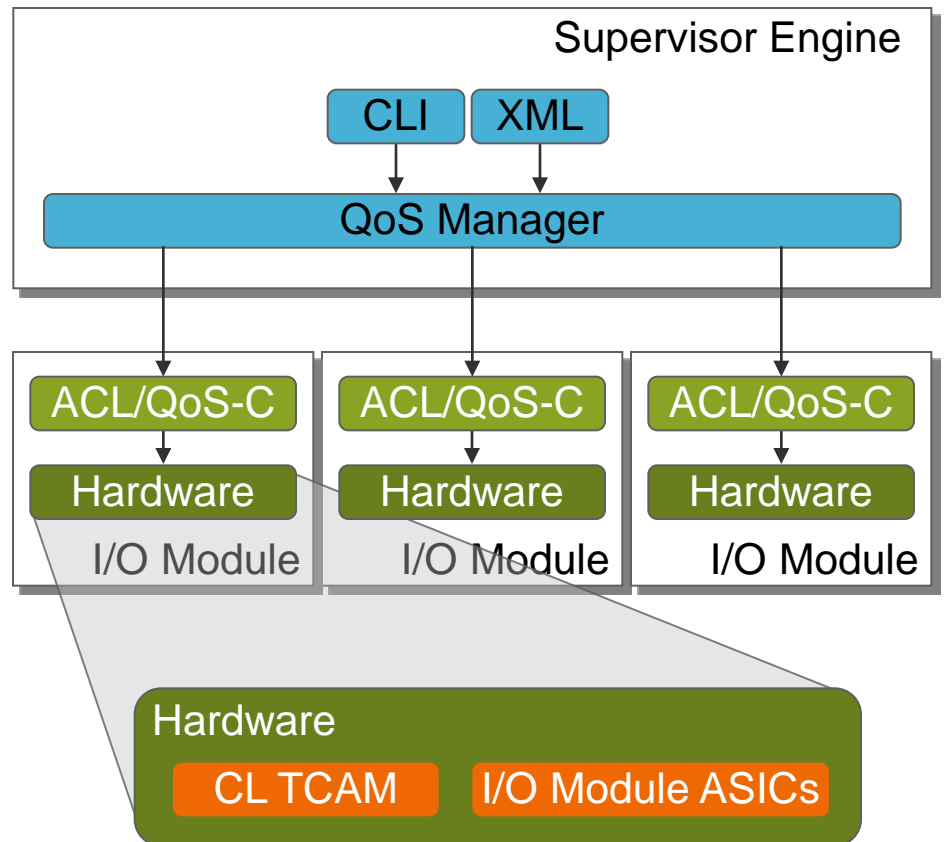 Supervisor Engine
CLI
XML
QoS Manager
ACL/QoS-C
ACL/QoS-C
ACL/QoS-C
Hardware
Hardware
Hardware
I/O Module
I/O Module
I/O Module
Hardware
CL TCAM
I/O Module ASICs